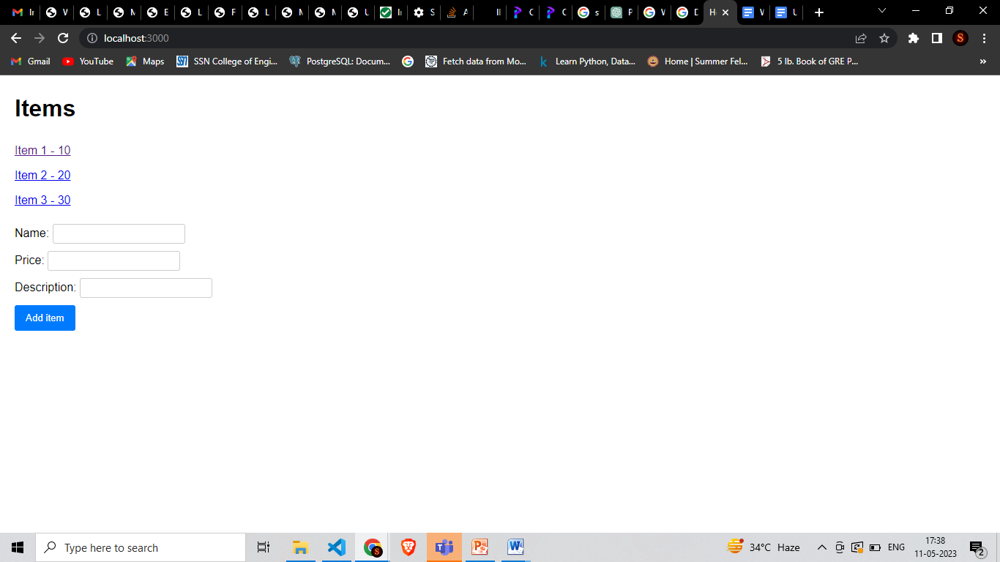 localhost:3000
Gmail YouTube Maps SSN College of Engi... PostgreSQL: Docum... Fetch data from Mo... Learn Python, Data... Home | Summer Fel... 5 lb. Book of GRE P... »
Items
Item 1 - 10
Item 2 - 20
Item 3 - 30
Name:
Price:
Description:
Add item
Type here to search
34°C Haze
ENG
17:38
11-05-2023
2